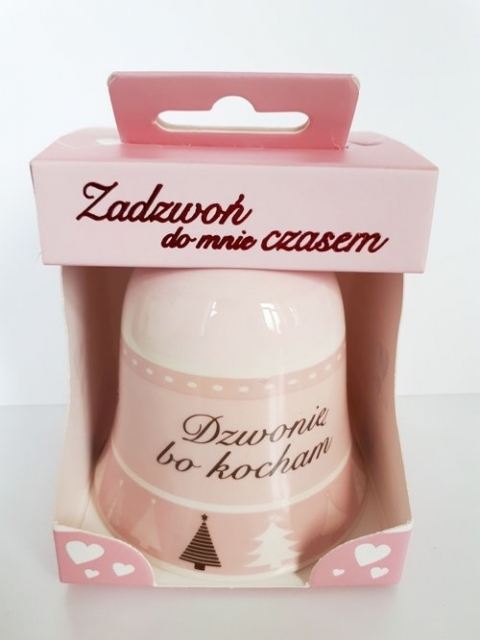 Zadzwoń
do mnie czasem
Dzwonię
bo kocham